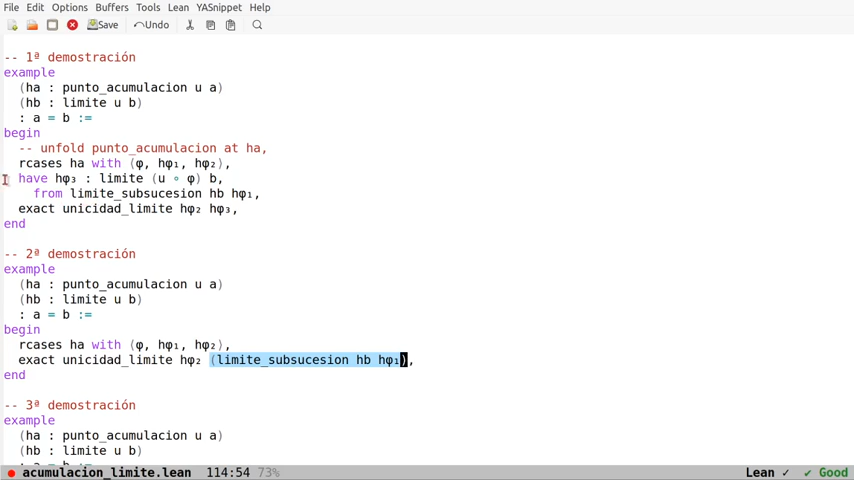 File Edit Options Buffers Tools Lean YASnippet Help
Save Undo
-- 1ª demostración
example
(ha : punto_acumulacion u a)
(hb : limite u b)
: a = b :=
begin
-- unfold punto_acumulacion at ha,
rcases ha with ⟨φ, hφ₁, hφ₂⟩,
have hφ₃ : limite (u ∘ φ) b,
from limite_subsucesion hb hφ₁,
exact unicidad_limite hφ₂ hφ₃,
end
-- 2ª demostración
example
(ha : punto_acumulacion u a)
(hb : limite u b)
: a = b :=
begin
rcases ha with ⟨φ, hφ₁, hφ₂⟩,
exact unicidad_limite hφ₂ (limite_subsucesion hb hφ₁),
end
-- 3ª demostración
example
(ha : punto_acumulacion u a)
(hb : limite u b)
: a = b :=
acumulacion_limite.lean 114:54 73% Lean ✓ ✔ Good